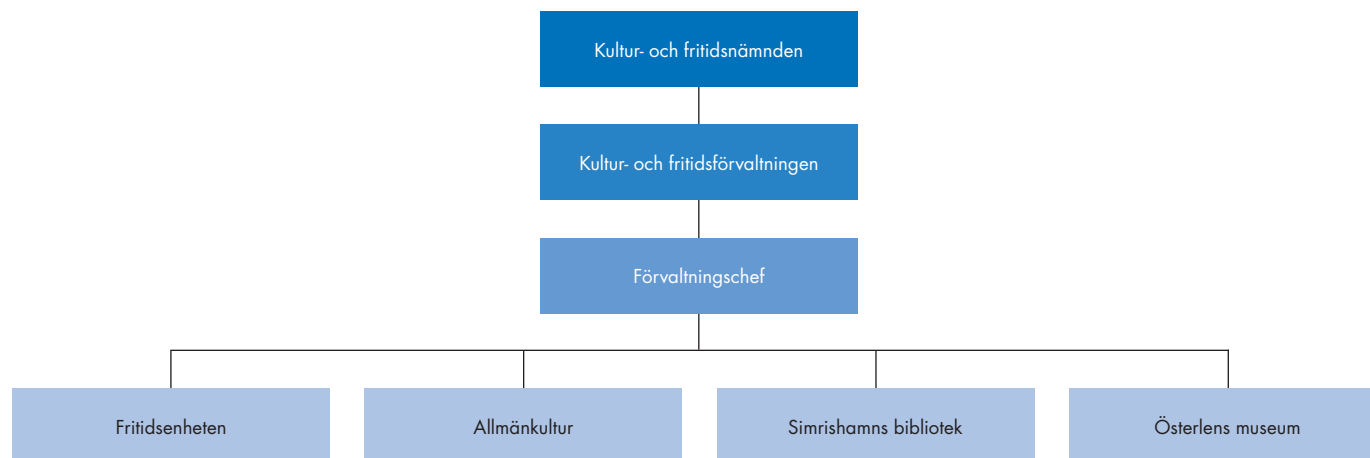 Kultur- och fritidsnämnden
Kultur- och fritidsförvaltningen
Förvaltningschef
Fritidsenheten
Allmänkultur
Simrishamns bibliotek
Österlens museum